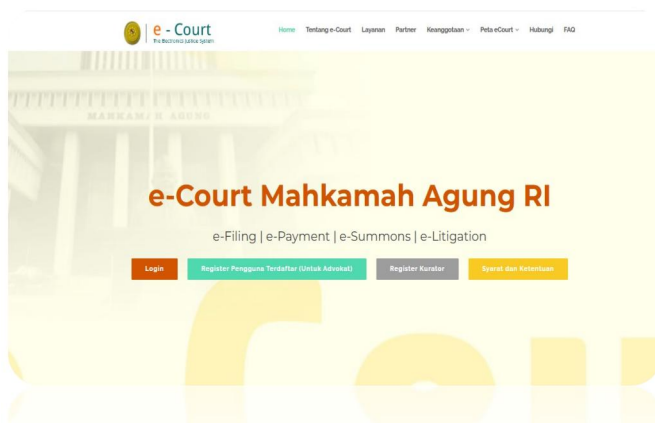 e - Court
The Electronics Justice System
Home Tentang e-Court Layanan Partner Keanggotaan Peta eCourt Hubungi FAQ
MAHKAMAH AGUNG
e-Court Mahkamah Agung RI
e-Filing | e-Payment | e-Summons | e-Litigation
Login Register Pengguna Terdaftar (Untuk Advokat) Register Kurator Syarat dan Ketentuan